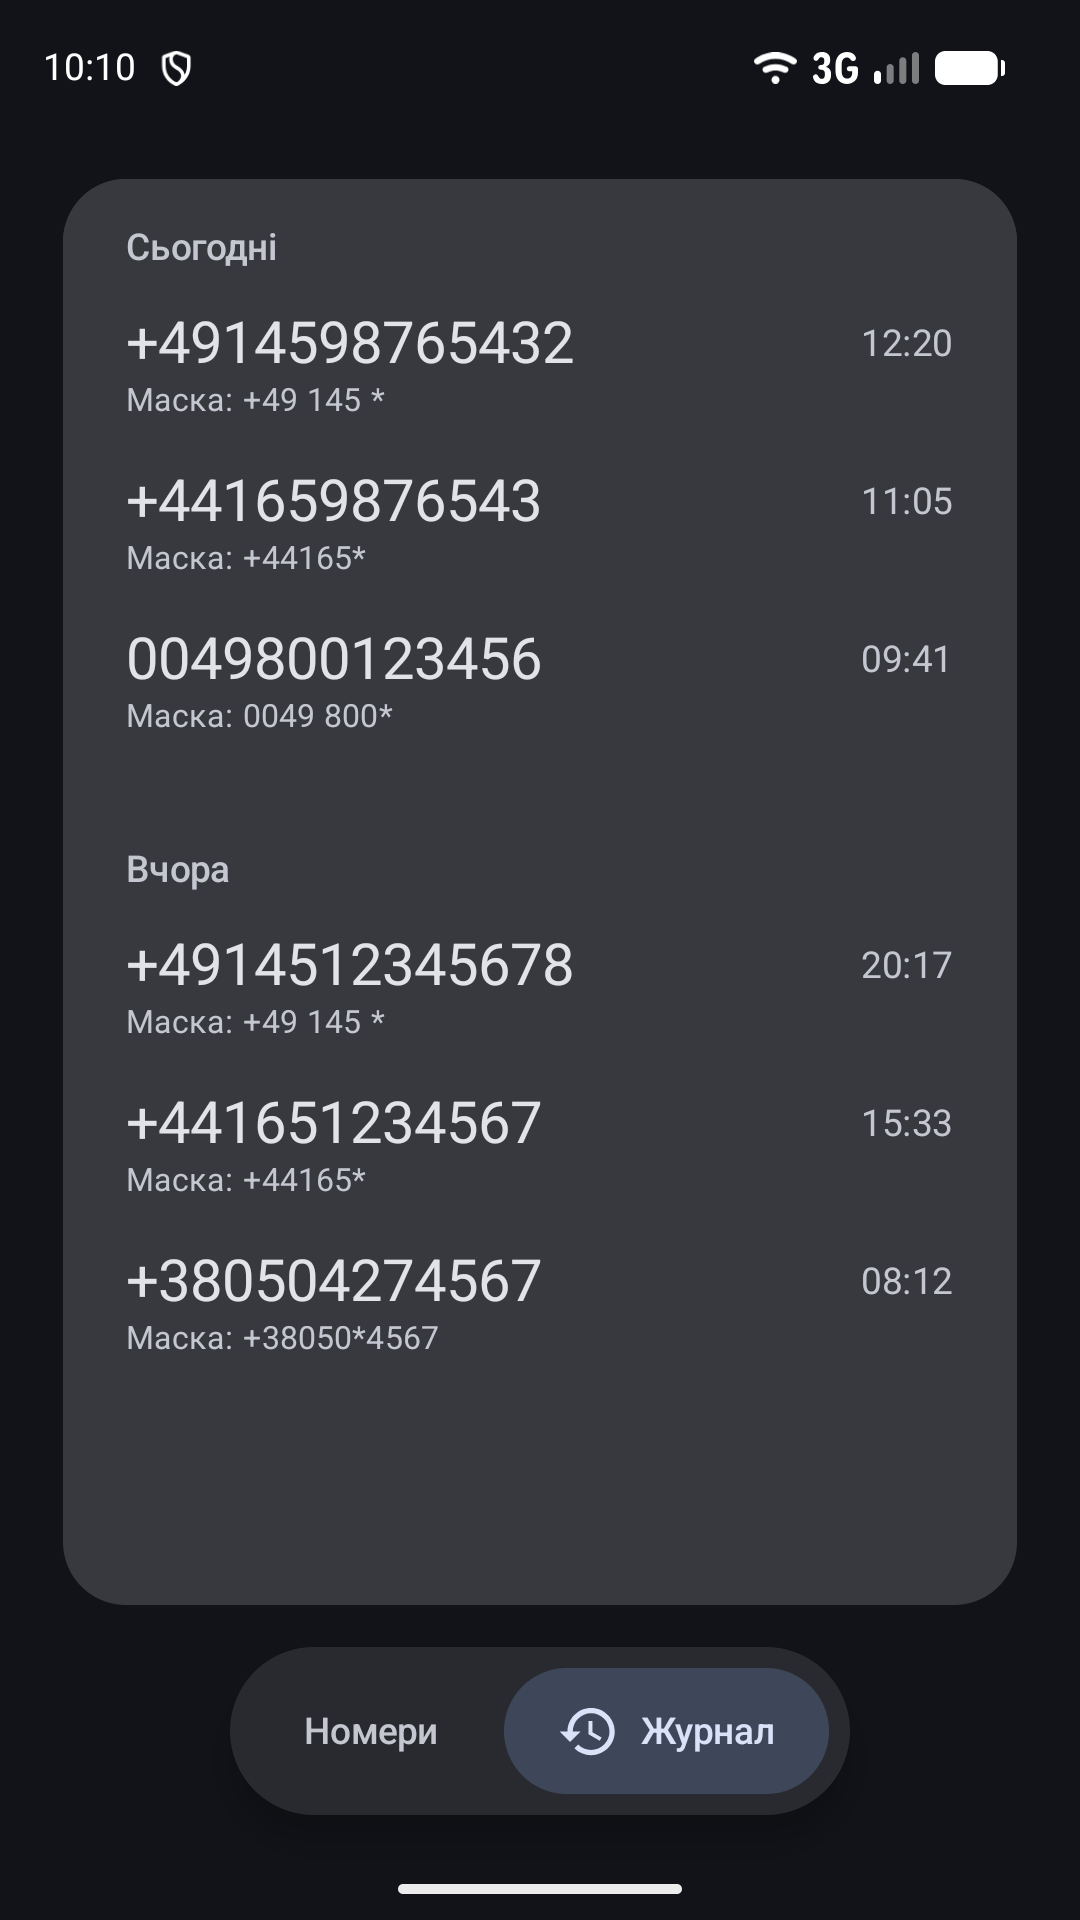 10:10 3G
Сьогодні
+4914598765432 12:20
Маска: +49 145 *
+441659876543 11:05
Маска: +44165*
0049800123456 09:41
Маска: 0049 800*
Вчора
+4914512345678 20:17
Маска: +49 145 *
+441651234567 15:33
Маска: +44165*
+380504274567 08:12
Маска: +38050*4567
Номери Журнал